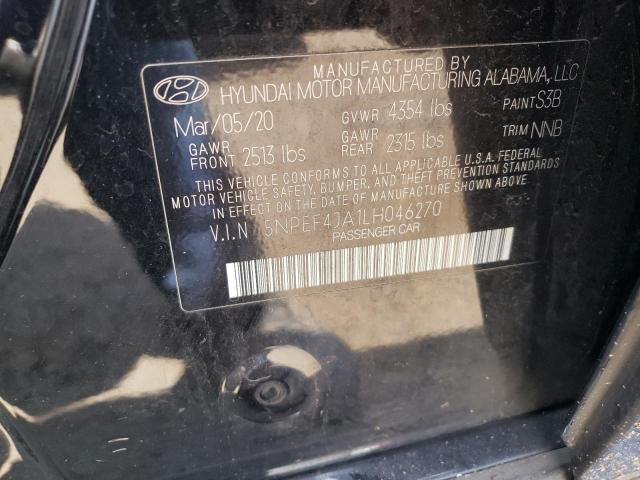 MANUFACTURED BY
HYUNDAI MOTOR MANUFACTURING ALABAMA, LLC
Mar/05/20 GVWR 4354 lbs PAINT S3B
GAWR FRONT 2513 lbs GAWR REAR 2315 lbs TRIM NNB
THIS VEHICLE CONFORMS TO ALL APPLICABLE U.S.A. FEDERAL
MOTOR VEHICLE SAFETY, BUMPER, AND THEFT PREVENTION
STANDARDS IN EFFECT ON THE DATE OF MANUFACTURE SHOWN ABOVE.
V.I.N 5NPEF4JA1LH046270
PASSENGER CAR